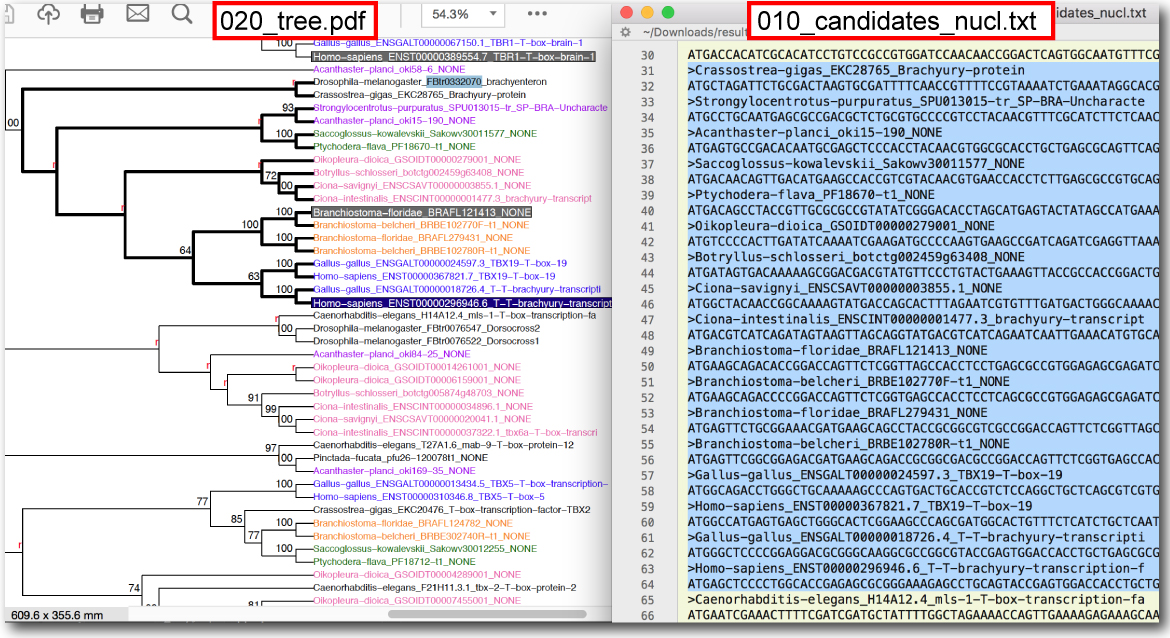 020_tree.pdf
54.3%
100
Gallus-gallus_ENSGALT00000067150.1_TBR1-T-box-brain-1
Homo-sapiens_ENST00000389554.7_TBR1-T-box-brain-1
Acanthaster-planci_oki58-6_NONE
Drosophila-melanogaster_FBtr0332070_brachyenteron
Crassostrea-gigas_EKC28765_Brachyury-protein
00
93
Strongylocentrotus-purpuratus_SPU013015-tr_SP-BRA-Uncharacte
Acanthaster-planci_oki15-190_NONE
r
100
Saccoglossus-kowalevskii_Sakowv30011577_NONE
Ptychodera-flava_PF18670-t1_NONE
Oikopleura-dioica_GSOIDT00000279001_NONE
72
Botryllus-schlosseri_botctg002459g63408_NONE
00
Ciona-savignyi_ENSCSAVT00000003855.1_NONE
Ciona-intestinalis_ENSCINT00000001477.3_brachyury-transcript
r
100
Branchiostoma-floridae_BRAFL121413_NONE
100
Branchiostoma-belcheri_BRBE102770F-t1_NONE
100
Branchiostoma-floridae_BRAFL279431_NONE
64
Branchiostoma-belcheri_BRBE102780R-t1_NONE
100
Gallus-gallus_ENSGALT00000024597.3_TBX19-T-box-19
63
Homo-sapiens_ENST00000367821.7_TBX19-T-box-19
100
Gallus-gallus_ENSGALT00000018726.4_T-T-brachyury-transcripti
Homo-sapiens_ENST00000296946.6_T-T-brachyury-transcript
Caenorhabditis-elegans_H14A12.4_mls-1-T-box-transcription-fa
r
00
Drosophila-melanogaster_FBtr0076547_Dorsocross2
Drosophila-melanogaster_FBtr0076522_Dorsocross1
r
Acanthaster-planci_oki84-25_NONE
r
Oikopleura-dioica_GSOIDT00014261001_NONE
r
Oikopleura-dioica_GSOIDT00006159001_NONE
91
Botryllus-schlosseri_botctg005874g48703_NONE
99
Ciona-intestinalis_ENSCINT00000034896.1_NONE
00
Ciona-savignyi_ENSCSAVT00000020041.1_NONE
Ciona-intestinalis_ENSCINT00000037322.1_tbx6a-T-box-transcri
97
Caenorhabditis-elegans_T27A1.6_mab-9-T-box-protein-12
00
Pinctada-fucata_pfu26-120078t1_NONE
Acanthaster-planci_oki169-35_NONE
100
Gallus-gallus_ENSGALT00000013434.5_TBX5-T-box-transcription-
77
Homo-sapiens_ENST00000310346.8_TBX5-T-box-5
Crassostrea-gigas_EKC20476_T-box-transcription-factor-TBX2
85
100
Branchiostoma-floridae_BRAFL124782_NONE
77
Branchiostoma-belcheri_BRBE302740R-t1_NONE
r
100
Saccoglossus-kowalevskii_Sakowv30012255_NONE
Ptychodera-flava_PF18712-t1_NONE
Oikopleura-dioica_GSOIDT00004289001_NONE
74
Caenorhabditis-elegans_F21H11.3_tbx-2-T-box-protein-2
81
Oikopleura-dioica_GSOIDT00007455001_NONE
609.6 x 355.6 mm
010_candidates_nucl.txt
idates_nucl.txt
~/Downloads/result
30 ATGACCACATCGCACATCCTGTCCGCCGTGGATCCAACAACCGGACTCAGTGGCAATGTTTCG
31 >Crassostrea-gigas_EKC28765_Brachyury-protein
32 ATGCTAGATTCTGCGACTAAGTGCGATTTTCAACCGTTTTCCGTAAAATCTGAAATAGGCACG
33 >Strongylocentrotus-purpuratus_SPU013015-tr_SP-BRA-Uncharacte
34 ATGCCTGCAATGAGCGCCGACGCTCTGCGTGCCCCGTCCTACAACGTTTCGCATCTTCTCAAC
35 >Acanthaster-planci_oki15-190_NONE
36 ATGAGTGCCGACACAATGCGAGCTCCCACCTACAACGTGGCGCACCTGCTGAGCGCAGTTCAG
37 >Saccoglossus-kowalevskii_Sakowv30011577_NONE
38 ATGACAACAGTTGACATGAGCCACCGTCGTACAACGTGAACCACCTCTTGAGCGCCGTGCAG
39 >Ptychodera-flava_PF18670-t1_NONE
40 ATGACAGCCTACCGTTGCGCGCCGTATATCGGGACACCTAGCATGAGTACTATAGCCATGAAA
41 >Oikopleura-dioica_GSOIDT00000279001_NONE
42 ATGTCCCCACTTGATATCAAAATCGAAGATGCCCCAAGTGAAGCCGATCAGATCGAGGTTAAA
43 >Botryllus-schlosseri_botctg002459g63408_NONE
44 ATGATAGTGACAAAAAGCGGACGACGTATGTTCCCTGTACTGAAAGTTACCGCCACCGGACTG
45 >Ciona-savignyi_ENSCSAVT00000003855.1_NONE
46 ATGGCTACAACCGGCAAAAGTATGACCAGCACTTTAGAATCGTGTTTGATGACTGGGCAAAAC
47 >Ciona-intestinalis_ENSCINT00000001477.3_brachyury-transcript
48 ATGACGTCATCAGATAAGTTAGCAGGTATGACGTCATCAGAATCAATTGAAACATGTGCA
49 >Branchiostoma-floridae_BRAFL121413_NONE
50 ATGAAGCAGACACCGGACCAGTTCTCGGTTAGCCACCTCCTGAGCGCCGTGGAGAGCGAGATC
51 >Branchiostoma-belcheri_BRBE102770F-t1_NONE
52 ATGAAGCAGACCCCGGACCAGTTCTCGGTGAGCCACCTCCTCAGCGCCGTGGAGAGCGAGATC
53 >Branchiostoma-floridae_BRAFL279431_NONE
54 ATGAGTTCTGCGGAAACGATGAAGCAGCCTACCGCGGCGTCGCCGGACCAGTTCTCGGTTAGC
55 >Branchiostoma-belcheri_BRBE102780R-t1_NONE
56 ATGAGTTCGGCGGAGACGATGAAGCAGACCGCGGCGACGCCGGACCAGTTCTCGGTGAGCCAC
57 >Gallus-gallus_ENSGALT00000024597.3_TBX19-T-box-19
58 ATGGCAGACCTGGGCTGCAAAAAGCCCAGTGACTGCACCGTCTCCAGGCTGCTCAGCGTCGTG
59 >Homo-sapiens_ENST00000367821.7_TBX19-T-box-19
60 ATGGCCATGAGTGAGCTGGGCACTCGGAAGCCCAGCGATGGCACTGTTTCTCATCTGCTCAAT
61 >Gallus-gallus_ENSGALT00000018726.4_T-T-brachyury-transcripti
62 ATGGGCTCCCCGGAGGACGCGGGCAAGGCGCCGGCGTACCGAGTGGACCACCTGCTGAGCGCG
63 >Homo-sapiens_ENST00000296946.6_T-T-brachyury-transcription-f
64 ATGAGCTCCCCTGGCACCGAGAGCGCGGGAAAGAGCCTGCAGTACCGAGTGGACCACCTGCTG
65 >Caenorhabditis-elegans_H14A12.4_mls-1-T-box-transcription-fa
66 ATGAATCGAAACTTTTCGATCGATGCTATTTTGGCTAGAAAACCAGTTGAAAAGAGAAAGCAA